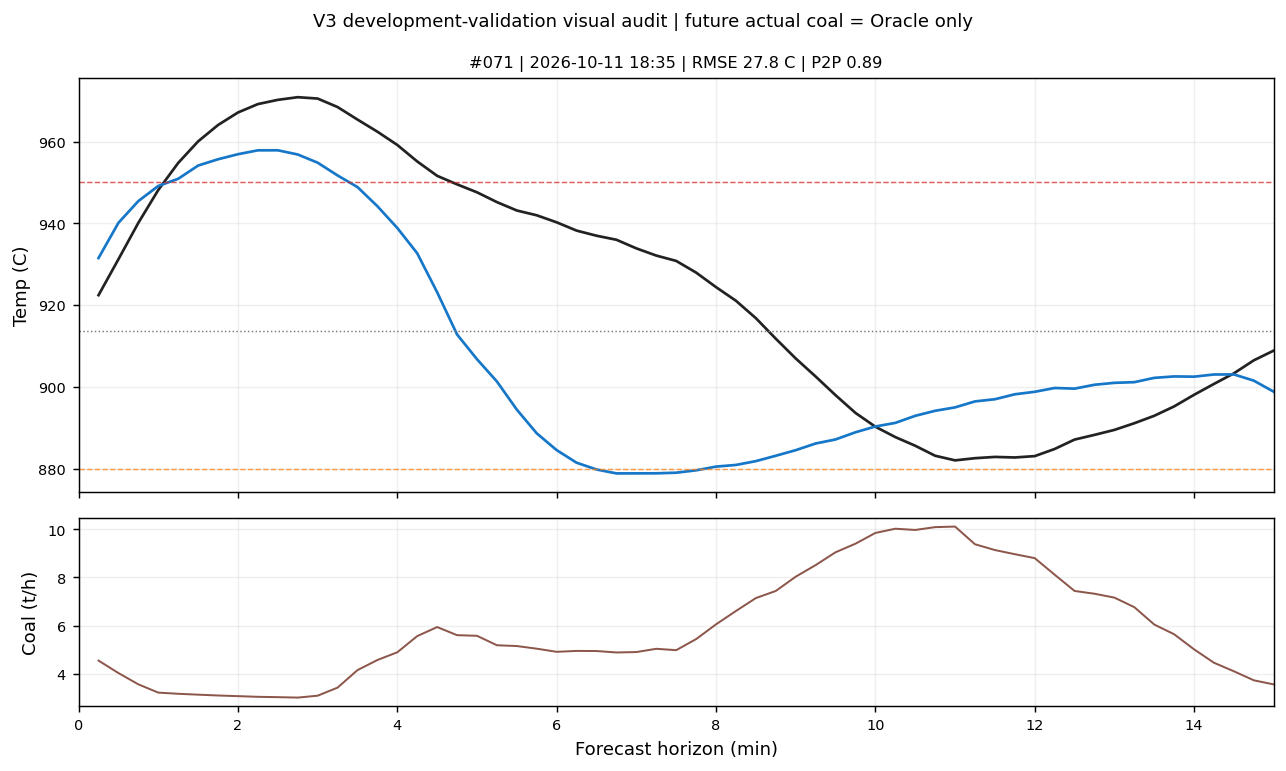 V3 development-validation visual audit | future actual coal = Oracle only
#071 | 2026-10-11 18:35 | RMSE 27.8 C | P2P 0.89
Temp (C)
960
940
920
900
880
Coal (t/h)
10
8
6
4
0 2 4 6 8 10 12 14
Forecast horizon (min)